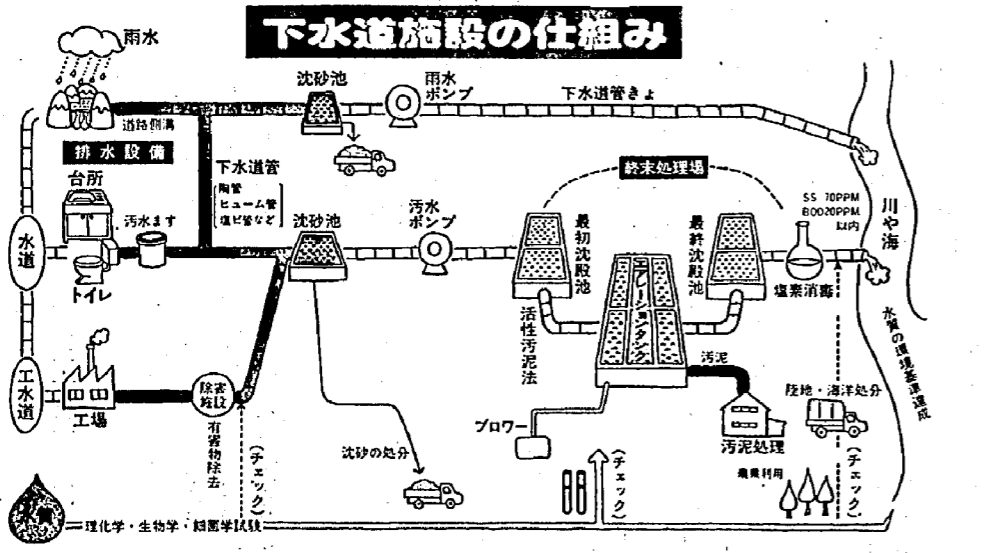 下水道施設の仕組み
雨水
沈砂池
雨水
ポンプ
下水道管きょ
道路側溝
排水設備
下水道管
陶管
ヒューム管
塩ビ管など
終末処理場
台所
汚水ます
沈砂池
汚水
ポンプ
最初沈殿池
最終沈殿池
SS 70PPM
BOD20PPM
以内
川や海
水道
トイレ
エアレーションタンク
塩素消毒
活性汚泥法
水質の環境基準達成
工水道
工場
除害
施設
有害物除去
(チェック)
沈砂の処分
ブロワー
汚泥
汚泥処理
陸地・海洋処分
農業利用
(チェック)
(チェック)
水質
理化学・生物学・細菌学試験